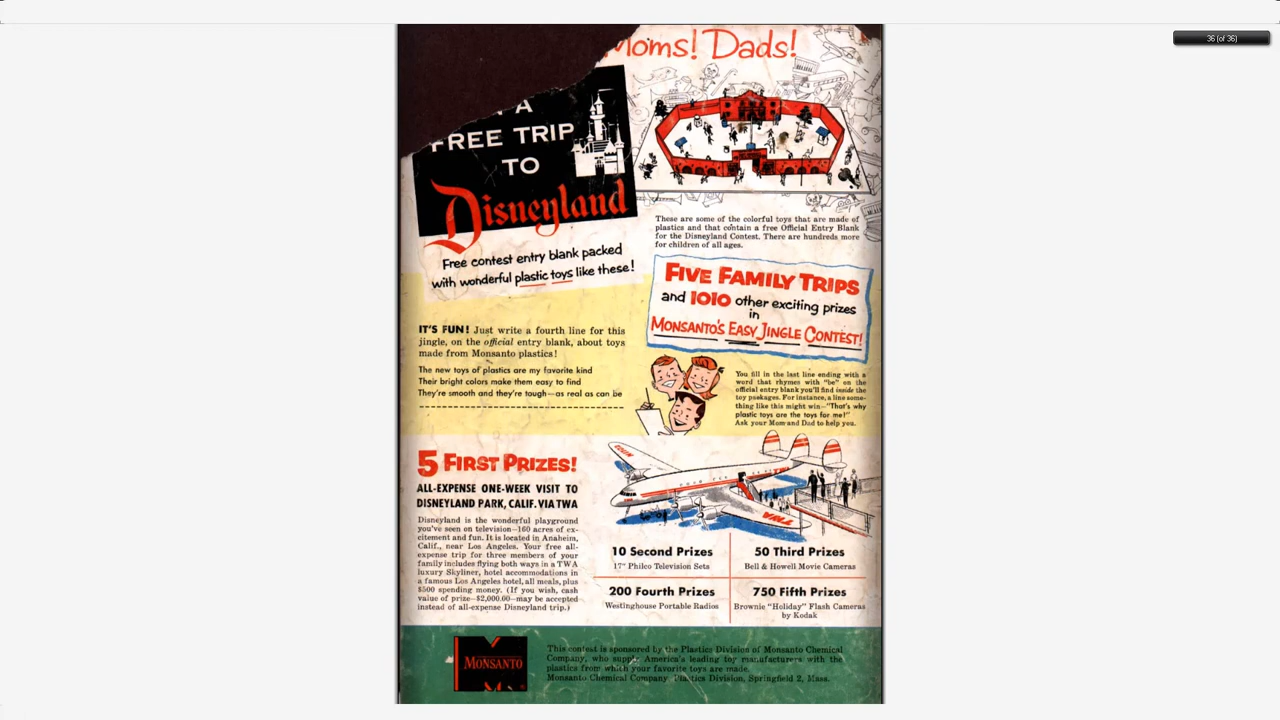 36 (of 36)
Moms! Dads!
A
FREE TRIP
TO
Disneyland
Free contest entry blank packed
with wonderful plastic toys like these!
These are some of the colorful toys that are made of
plastics and that contain a free Official Entry Blank
for the Disneyland Contest. There are hundreds more
for children of all ages.
FIVE FAMILY TRIPS
and 1010 other exciting prizes
in
MONSANTO'S EASY JINGLE CONTEST!
IT'S FUN! Just write a fourth line for this
jingle, on the official entry blank, about toys
made from Monsanto plastics!
The new toys of plastics are my favorite kind
Their bright colors make them easy to find
They're smooth and they're tough—as real as can be
You fill in the last line ending with a
word that rhymes with "be" on the
official entry blank you'll find inside the
toy packages. For instance, a line some-
thing like this might win—"That's why
plastic toys are the toys for me!"
Ask your Mom and Dad to help you.
5 FIRST PRIZES!
ALL-EXPENSE ONE-WEEK VISIT TO
DISNEYLAND PARK, CALIF. VIA TWA
Disneyland is the wonderful playground
you've seen on television—160 acres of ex-
citement and fun. It is located in Anaheim,
Calif., near Los Angeles. Your free all-
expense trip for three members of your
family includes flying both ways in a TWA
luxury Skyliner, hotel accommodations in
a famous Los Angeles hotel, all meals, plus
$500 spending money. (If you wish, cash
value of prize—$2,000.00—may be accepted
instead of all-expense Disneyland trip.)
TWA
10 Second Prizes
17" Philco Television Sets
50 Third Prizes
Bell & Howell Movie Cameras
200 Fourth Prizes
Westinghouse Portable Radios
750 Fifth Prizes
Brownie "Holiday" Flash Cameras
by Kodak
MONSANTO
This contest is sponsored by the Plastics Division of Monsanto Chemical
Company, who supply America's leading toy manufacturers with the
plastics from which your favorite toys are made.
Monsanto Chemical Company, Plastics Division, Springfield 2, Mass.